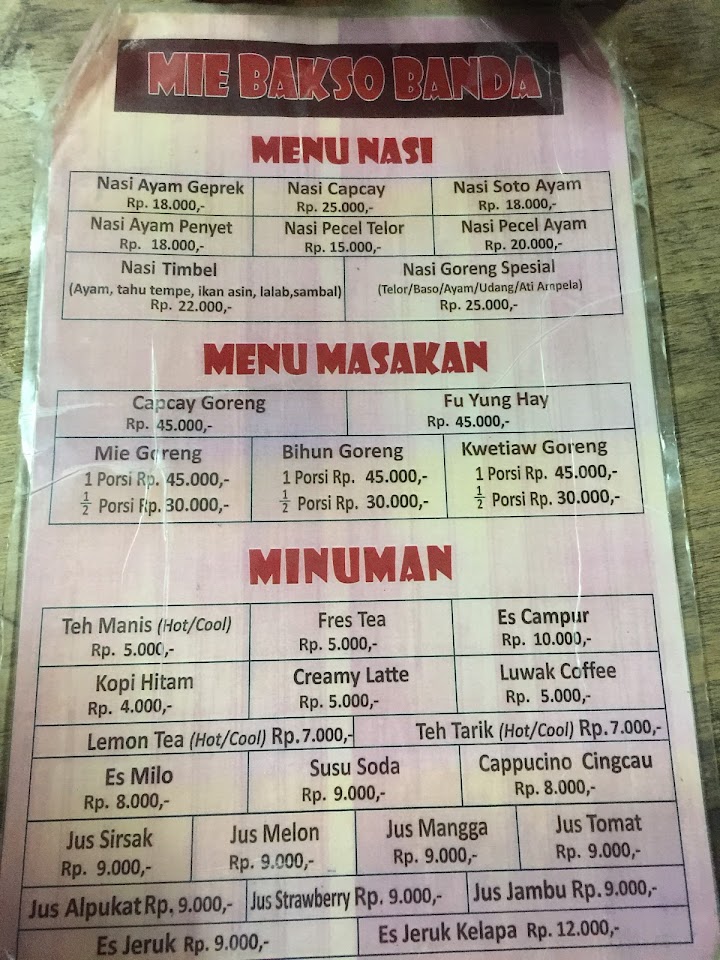 MIE BAKSO BANDA
MENU NASI
Nasi Ayam Geprek Nasi Capcay Nasi Soto Ayam
Rp. 18.000,- Rp. 25.000,- Rp. 18.000,-
Nasi Ayam Penyet Nasi Pecel Telor Nasi Pecel Ayam
Rp. 18.000,- Rp. 15.000,- Rp. 20.000,-
Nasi Timbel Nasi Goreng Spesial
(Ayam, tahu tempe, ikan asin, lalab,sambal) (Telor/Baso/Ayam/Udang/Ati Ampela)
Rp. 22.000,- Rp. 25.000,-
MENU MASAKAN
Capcay Goreng Fu Yung Hay
Rp. 45.000,- Rp. 45.000,-
Mie Goreng Bihun Goreng Kwetiaw Goreng
1 Porsi Rp. 45.000,- 1 Porsi Rp. 45.000,- 1 Porsi Rp. 45.000,-
½ Porsi Rp. 30.000,- ½ Porsi Rp. 30.000,- ½ Porsi Rp. 30.000,-
MINUMAN
Teh Manis (Hot/Cool) Fres Tea Es Campur
Rp. 5.000,- Rp. 5.000,- Rp. 10.000,-
Kopi Hitam Creamy Latte Luwak Coffee
Rp. 4.000,- Rp. 5.000,- Rp. 5.000,-
Lemon Tea (Hot/Cool) Rp.7.000,- Teh Tarik (Hot/Cool) Rp.7.000,-
Es Milo Susu Soda Cappucino Cingcau
Rp. 8.000,- Rp. 9.000,- Rp. 8.000,-
Jus Sirsak Jus Melon Jus Mangga Jus Tomat
Rp. 9.000,- Rp. 9.000,- Rp. 9.000,- Rp. 9.000,-
Jus Alpukat Rp. 9.000,- Jus Strawberry Rp. 9.000,- Jus Jambu Rp.9.000,-
Es Jeruk Rp. 9.000,- Es Jeruk Kelapa Rp. 12.000,-